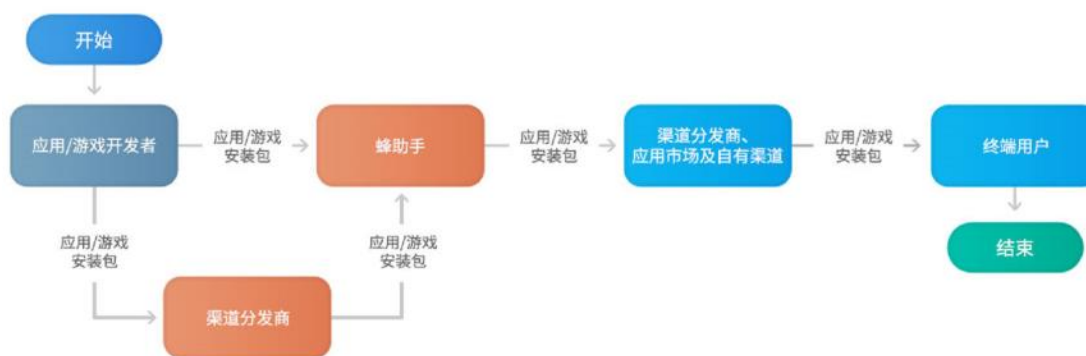 开始
应用/游戏开发者
应用/游戏
安装包
蜂助手
应用/游戏
安装包
渠道分发商、
应用市场及自有渠道
应用/游戏
安装包
终端用户
应用/游戏
安装包
应用/游戏
安装包
结束
渠道分发商